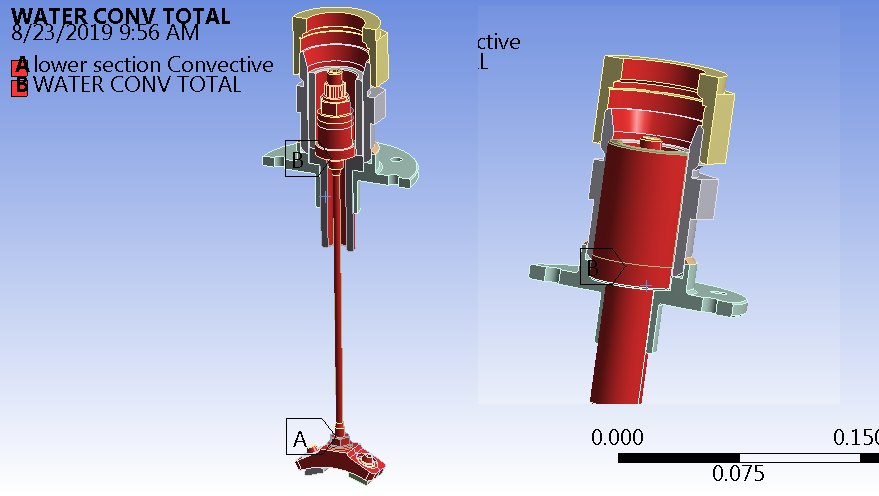 WATER CONV TOTAL
8/23/2019 9:56 AM
A lower section Convective
B WATER CONV TOTAL
ctive
L
B
B
A
0.000
0.150
0.075